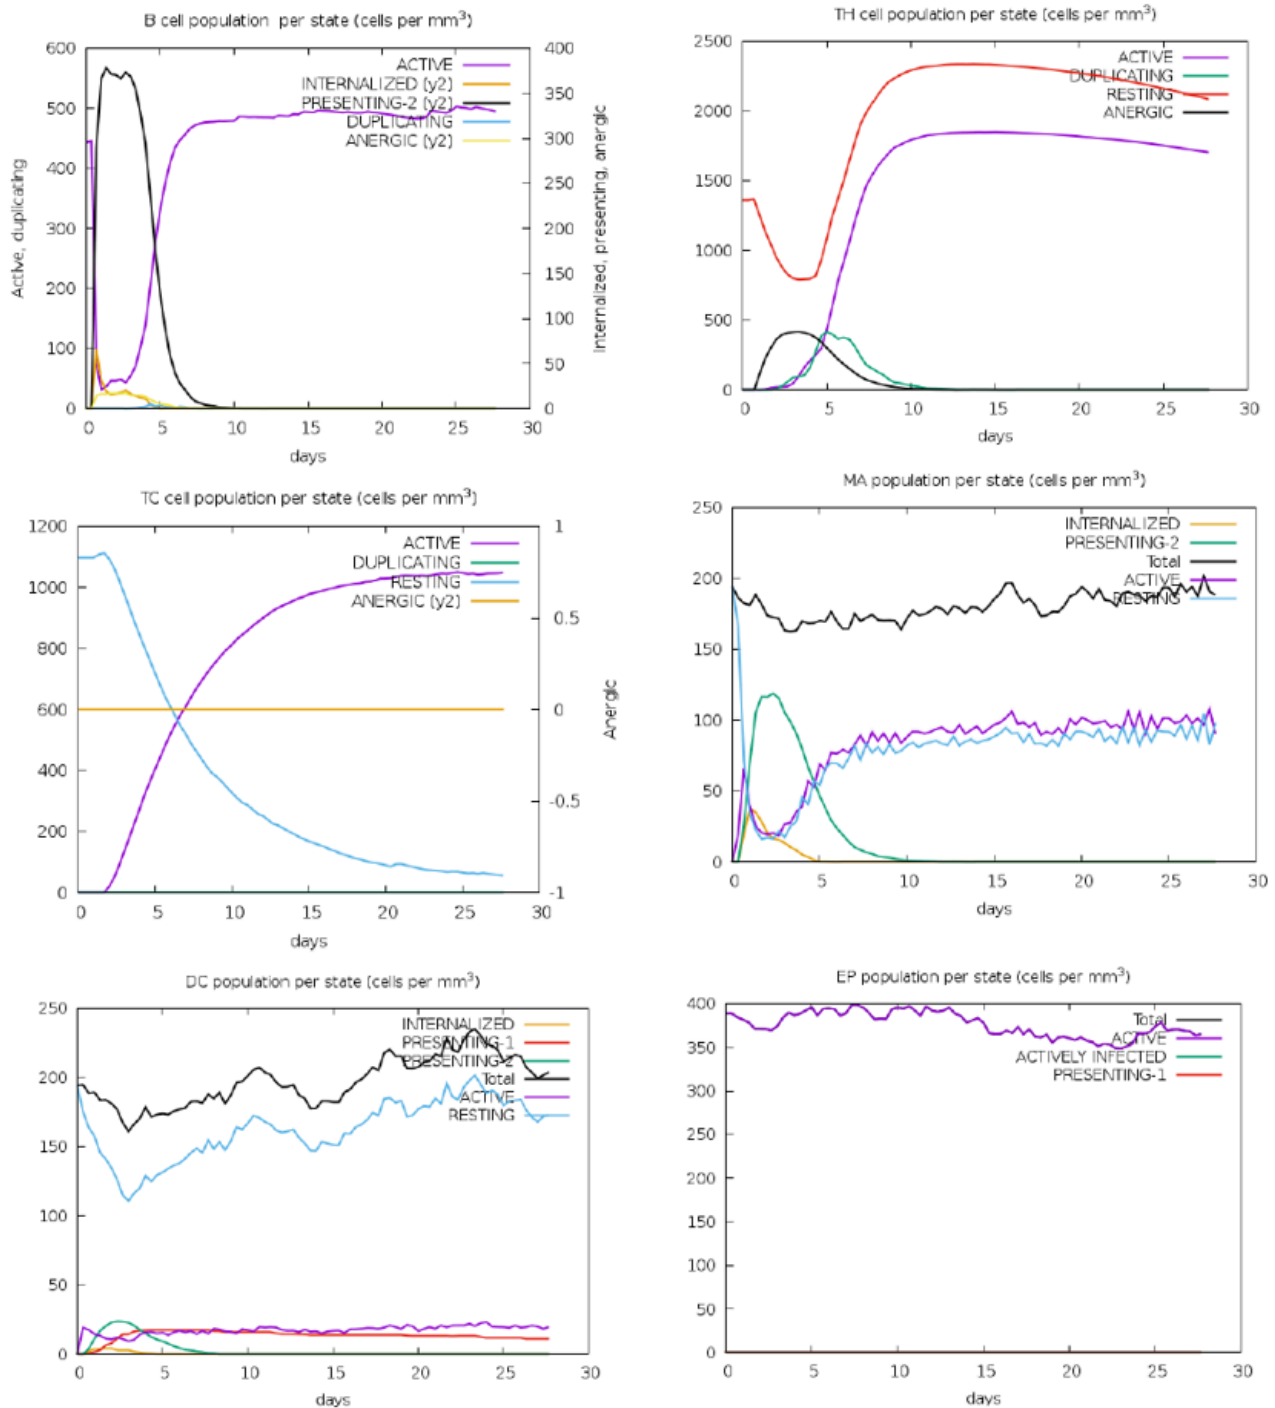 B cell population per state (cells per mm³)
600
500
400
300
200
100
0
400
350
300
250
200
150
100
50
0
ACTIVE
INTERNALIZED (y2)
PRESENTING-2 (y2)
DUPLICATING
ANERGIC (y2)
Active, duplicating
Internalized, presenting, anergic
0 5 10 15 20 25 30
days
TH cell population per state (cells per mm³)
2500
2000
1500
1000
500
0
ACTIVE
DUPLICATING
RESTING
ANERGIC
0 5 10 15 20 25 30
days
TC cell population per state (cells per mm³)
1200
1000
800
600
400
200
0
1
0.5
0
-0.5
-1
ACTIVE
DUPLICATING
RESTING
ANERGIC (y2)
Anergic
0 5 10 15 20 25 30
days
MA population per state (cells per mm³)
250
200
150
100
50
0
INTERNALIZED
PRESENTING-2
Total
ACTIVE
RESTING
0 5 10 15 20 25 30
days
DC population per state (cells per mm³)
250
200
150
100
50
0
INTERNALIZED
PRESENTING-1
PRESENTING-2
Total
ACTIVE
RESTING
0 5 10 15 20 25 30
days
EP population per state (cells per mm³)
400
350
300
250
200
150
100
50
0
Total
ACTIVE
ACTIVELY INFECTED
PRESENTING-1
0 5 10 15 20 25 30
days